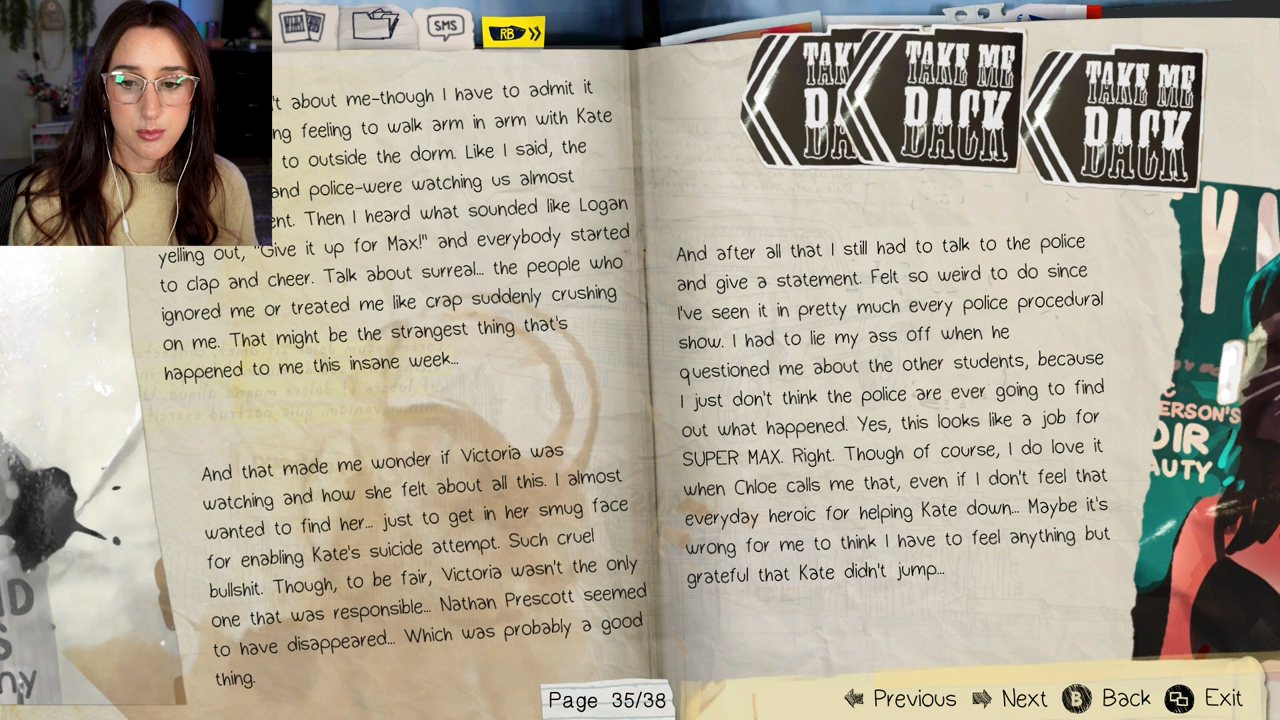 SMS
RB
't about me-though I have to admit it
ng feeling to walk arm in arm with Kate
to outside the dorm. Like I said, the
and police-were watching us almost
ent. Then I heard what sounded like Logan
yelling out, "Give it up for Max!" and everybody started
to clap and cheer. Talk about surreal... the people who
ignored me or treated me like crap suddenly crushing
on me. That might be the strangest thing that's
happened to me this insane week...
And that made me wonder if Victoria was
watching and how she felt about all this. I almost
wanted to find her... just to get in her smug face
for enabling Kate's suicide attempt. Such cruel
bullshit. Though, to be fair, Victoria wasn't the only
one that was responsible... Nathan Prescott seemed
to have disappeared... Which was probably a good
thing.
TAK
DA
TAKE ME
DACK
TAKE ME
DACK
And after all that I still had to talk to the police
and give a statement. Felt so weird to do since
I've seen it in pretty much every police procedural
show. I had to lie my ass off when he
questioned me about the other students, because
I just don't think the police are ever going to find
out what happened. Yes, this looks like a job for
SUPER MAX. Right. Though of course, I do love it
when Chloe calls me that, even if I don't feel that
everyday heroic for helping Kate down... Maybe it's
wrong for me to think I have to feel anything but
grateful that Kate didn't jump...
ERSON'S
OIR
AUTY
Page 35/38
Previous
Next
B Back
Exit